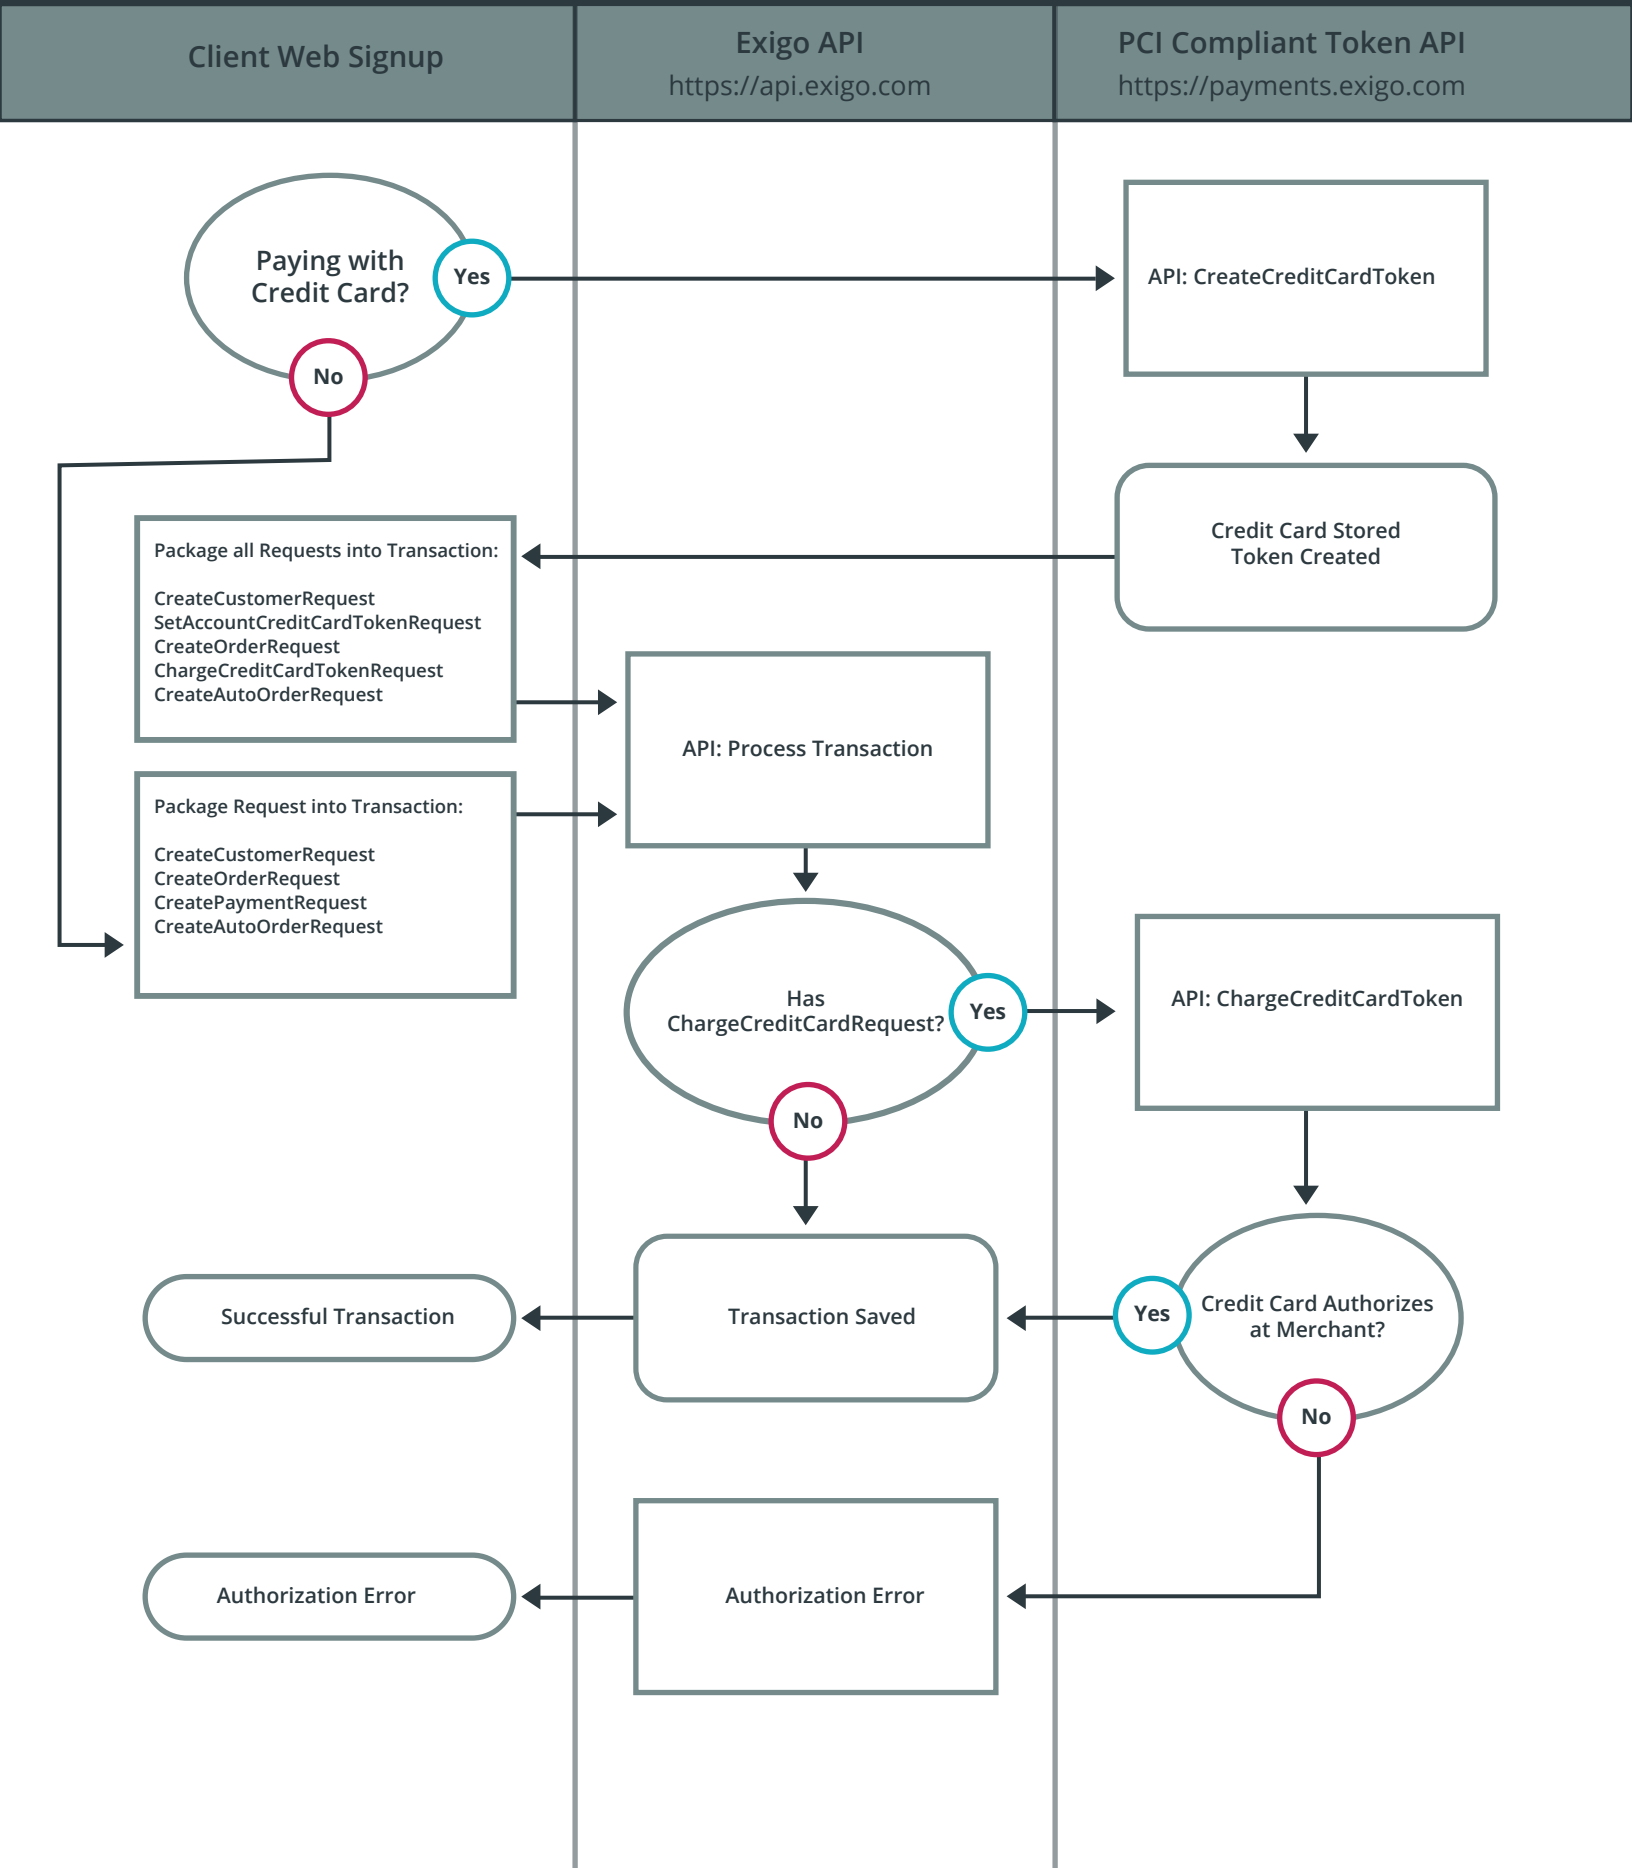 Client Web Signup
Exigo API
https://api.exigo.com
PCI Compliant Token API
https://payments.exigo.com
Paying with
Credit Card?
Yes
No
API: CreateCreditCardToken
Credit Card Stored
Token Created
Package all Requests into Transaction:
CreateCustomerRequest
SetAccountCreditCardTokenRequest
CreateOrderRequest
ChargeCreditCardTokenRequest
CreateAutoOrderRequest
API: Process Transaction
Package Request into Transaction:
CreateCustomerRequest
CreateOrderRequest
CreatePaymentRequest
CreateAutoOrderRequest
Has
ChargeCreditCardRequest?
Yes
No
API: ChargeCreditCardToken
Successful Transaction
Transaction Saved
Yes
Credit Card Authorizes
at Merchant?
No
Authorization Error
Authorization Error